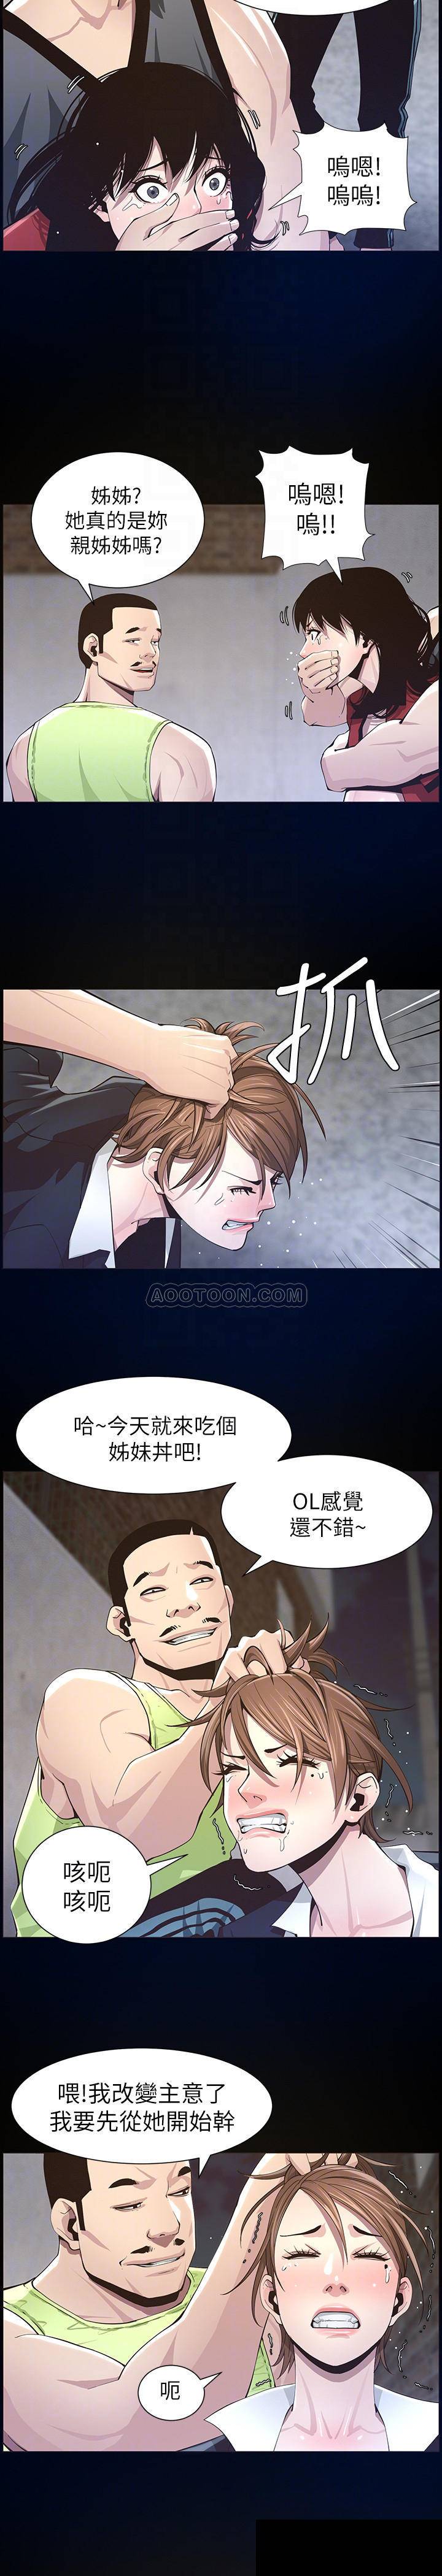 嗚嗯!
嗚嗚!
姊姊?
她真的是妳
親姊姊嗎?
嗚嗯!
嗚!!
抓
AOOTOON.COM
哈~今天就來吃個
姊妹丼吧!
OL感覺
還不錯~
咳呃
咳呃
喂!我改變主意了
我要先從她開始幹
呃